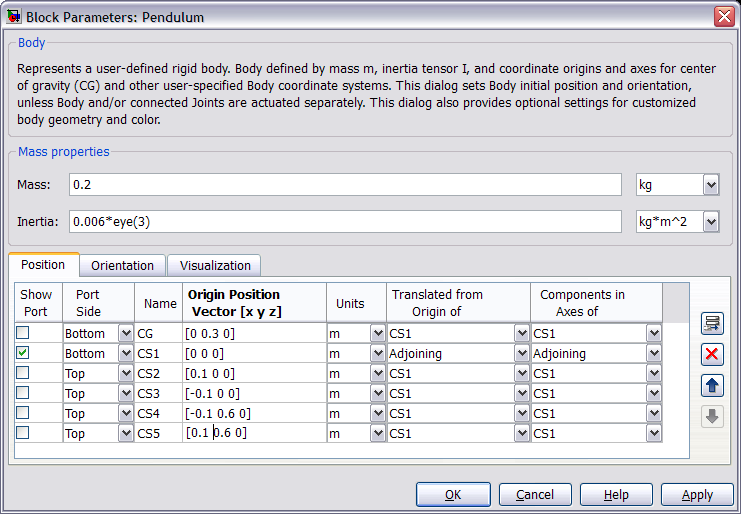 Block Parameters: Pendulum
Body
Represents a user-defined rigid body. Body defined by mass m, inertia tensor I, and coordinate origins and axes for center
of gravity (CG) and other user-specified Body coordinate systems. This dialog sets Body initial position and orientation,
unless Body and/or connected Joints are actuated separately. This dialog also provides optional settings for customized
body geometry and color.
Mass properties
Mass: 0.2 kg
Inertia: 0.006*eye(3) kg*m^2
Position Orientation Visualization
Show Port Origin Position Translated from Components in
Port Side Name Vector [x y z] Units Origin of Axes of
Bottom CG [0 0.3 0] m CS1 CS1
Bottom CS1 [0 0 0] m Adjoining Adjoining
Top CS2 [0.1 0 0] m CS1 CS1
Top CS3 [-0.1 0 0] m CS1 CS1
Top CS4 [-0.1 0.6 0] m CS1 CS1
Top CS5 [0.1 0.6 0] m CS1 CS1
OK Cancel Help Apply